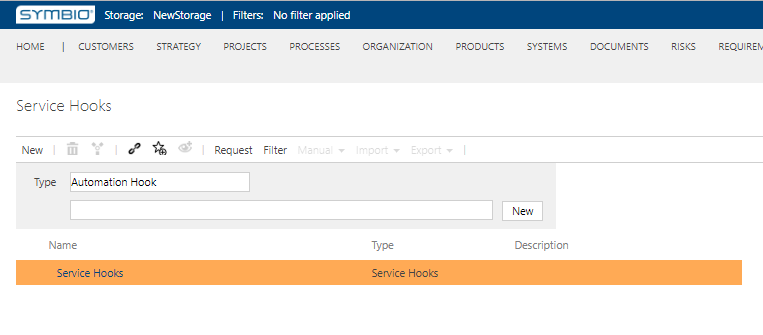 SYMBIO Storage: NewStorage | Filters: No filter applied
HOME | CUSTOMERS STRATEGY PROJECTS PROCESSES ORGANIZATION PRODUCTS SYSTEMS DOCUMENTS RISKS REQUIREM
Service Hooks
New | | | Request Filter Manual Import Export |
Type Automation Hook
New
Name Type Description
Service Hooks Service Hooks